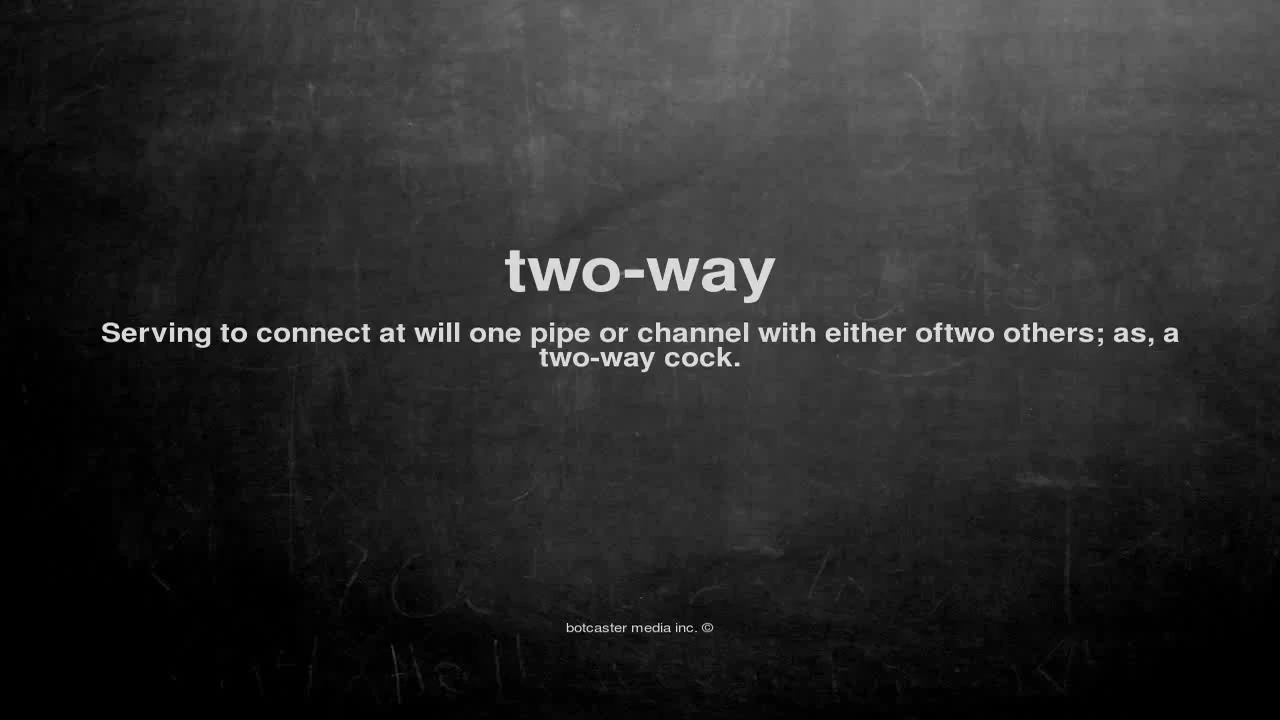 two-way
Serving to connect at will one pipe or channel with either oftwo others; as, a
two-way cock.
botcaster media inc. ©